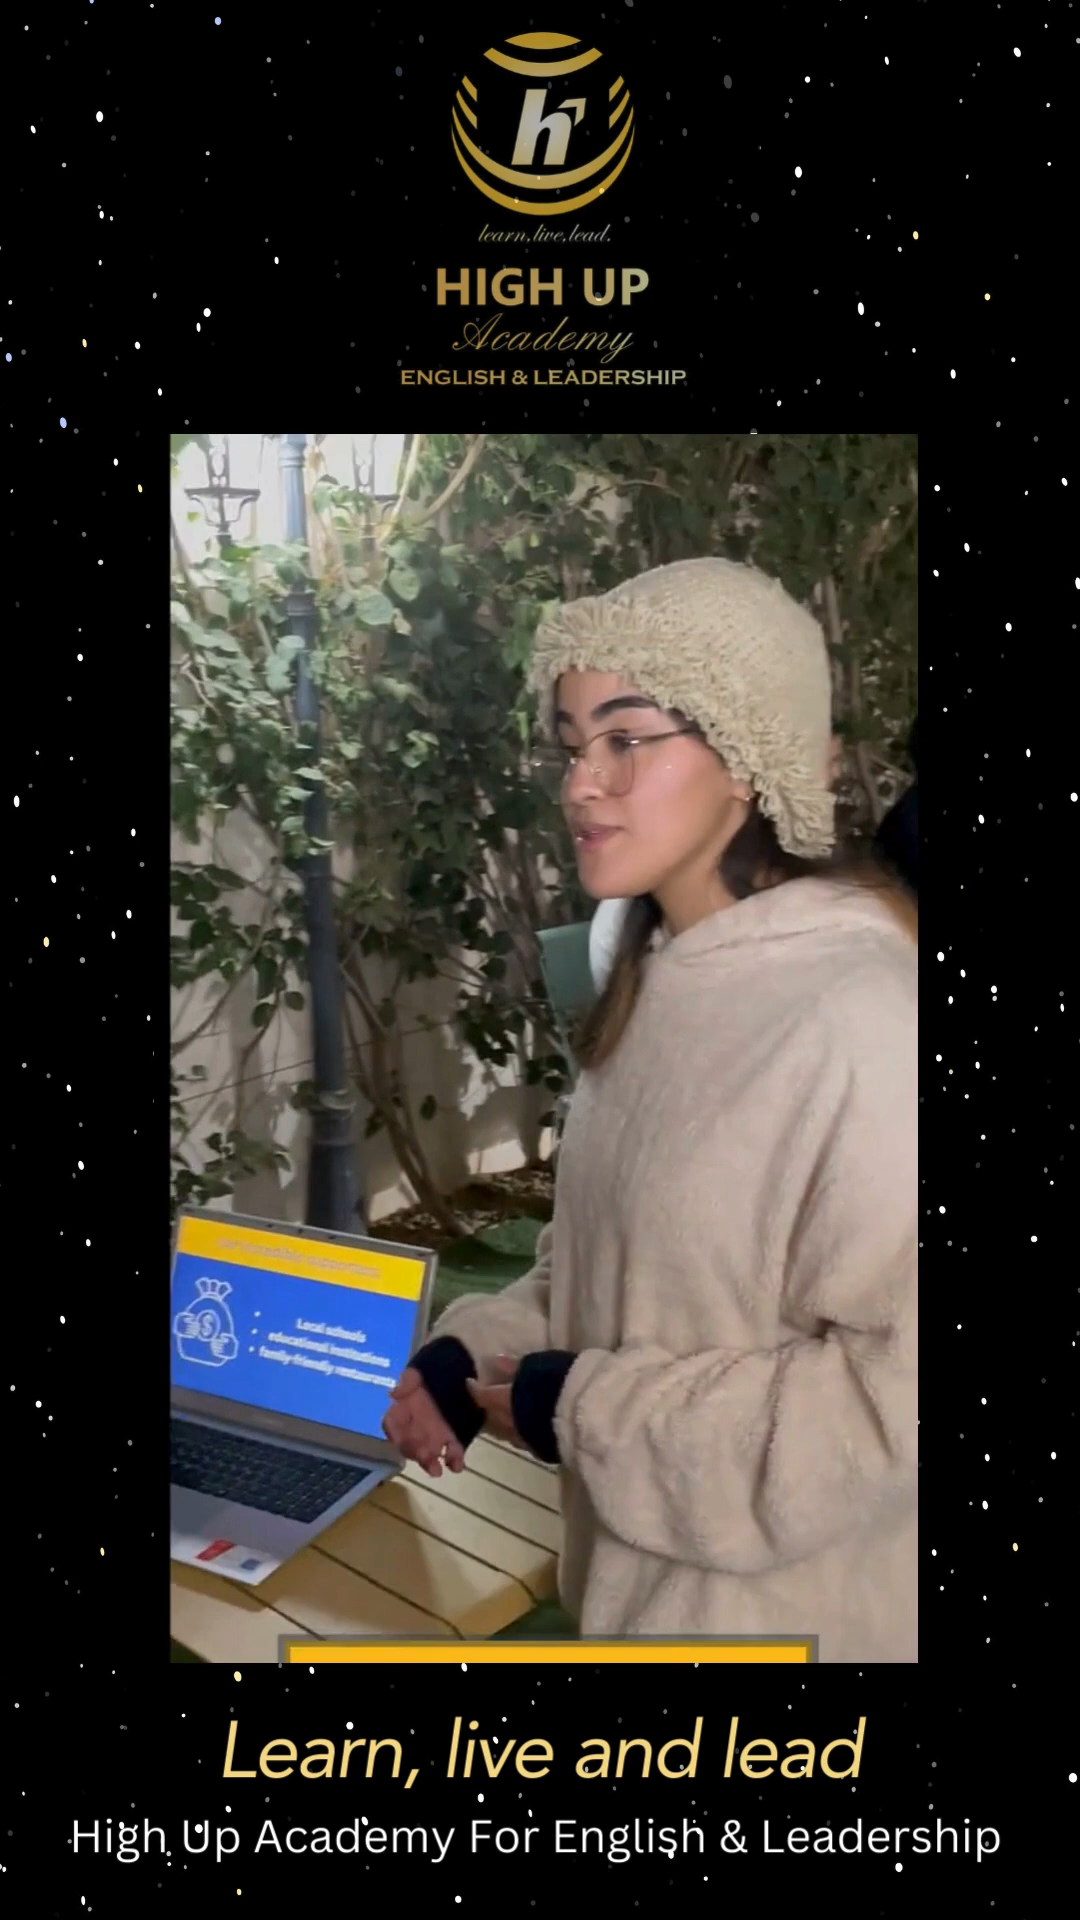 h
learn,live,lead.
HIGH UP
Academy
ENGLISH & LEADERSHIP
Local schools
educational institutions
family-friendly restaurants
Learn, live and lead
High Up Academy For English & Leadership